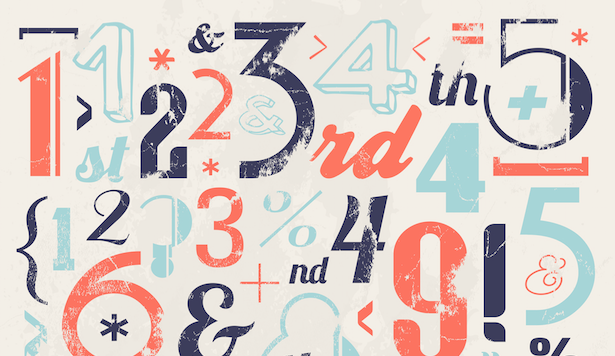 1 1 * & 3 > 4 < = 5 *
> st 2 2 & rd th +
* 4
{ 1 2 ? 3 % 4 5
+ nd 9 ! &
6 * & <
%